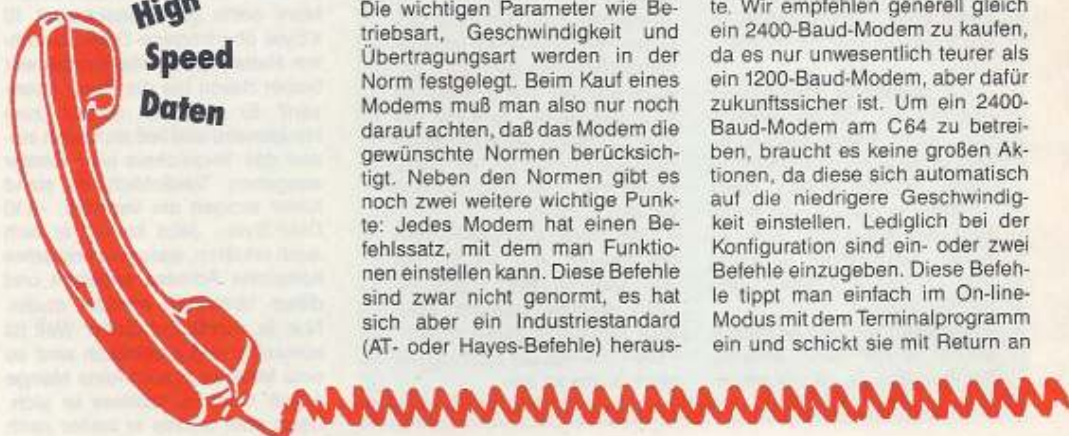 High
Speed
Daten
Die wichtigen Parameter wie Be-
triebsart, Geschwindigkeit und
Übertragungsart werden in der
Norm festgelegt. Beim Kauf eines
Modems muß man also nur noch
darauf achten, daß das Modem die
gewünschte Normen berücksich-
tigt. Neben den Normen gibt es
noch zwei weitere wichtige Punk-
te: Jedes Modem hat einen Be-
fehlssatz, mit dem man Funktio-
nen einstellen kann. Diese Befehle
sind zwar nicht genormt, es hat
sich aber ein Industriestandard
(AT- oder Hayes-Befehle) heraus-
te. Wir empfehlen generell gleich
ein 2400-Baud-Modem zu kaufen,
da es nur unwesentlich teurer als
ein 1200-Baud-Modem, aber dafür
zukunftssicher ist. Um ein 2400-
Baud-Modem am C64 zu betrei-
ben, braucht es keine großen Ak-
tionen, da diese sich automatisch
auf die niedrigere Geschwindig-
keit einstellen. Lediglich bei der
Konfiguration sind ein- oder zwei
Befehle einzugeben. Diese Befeh-
le tippt man einfach im On-line-
Modus mit dem Terminalprogramm
ein und schickt sie mit Return an